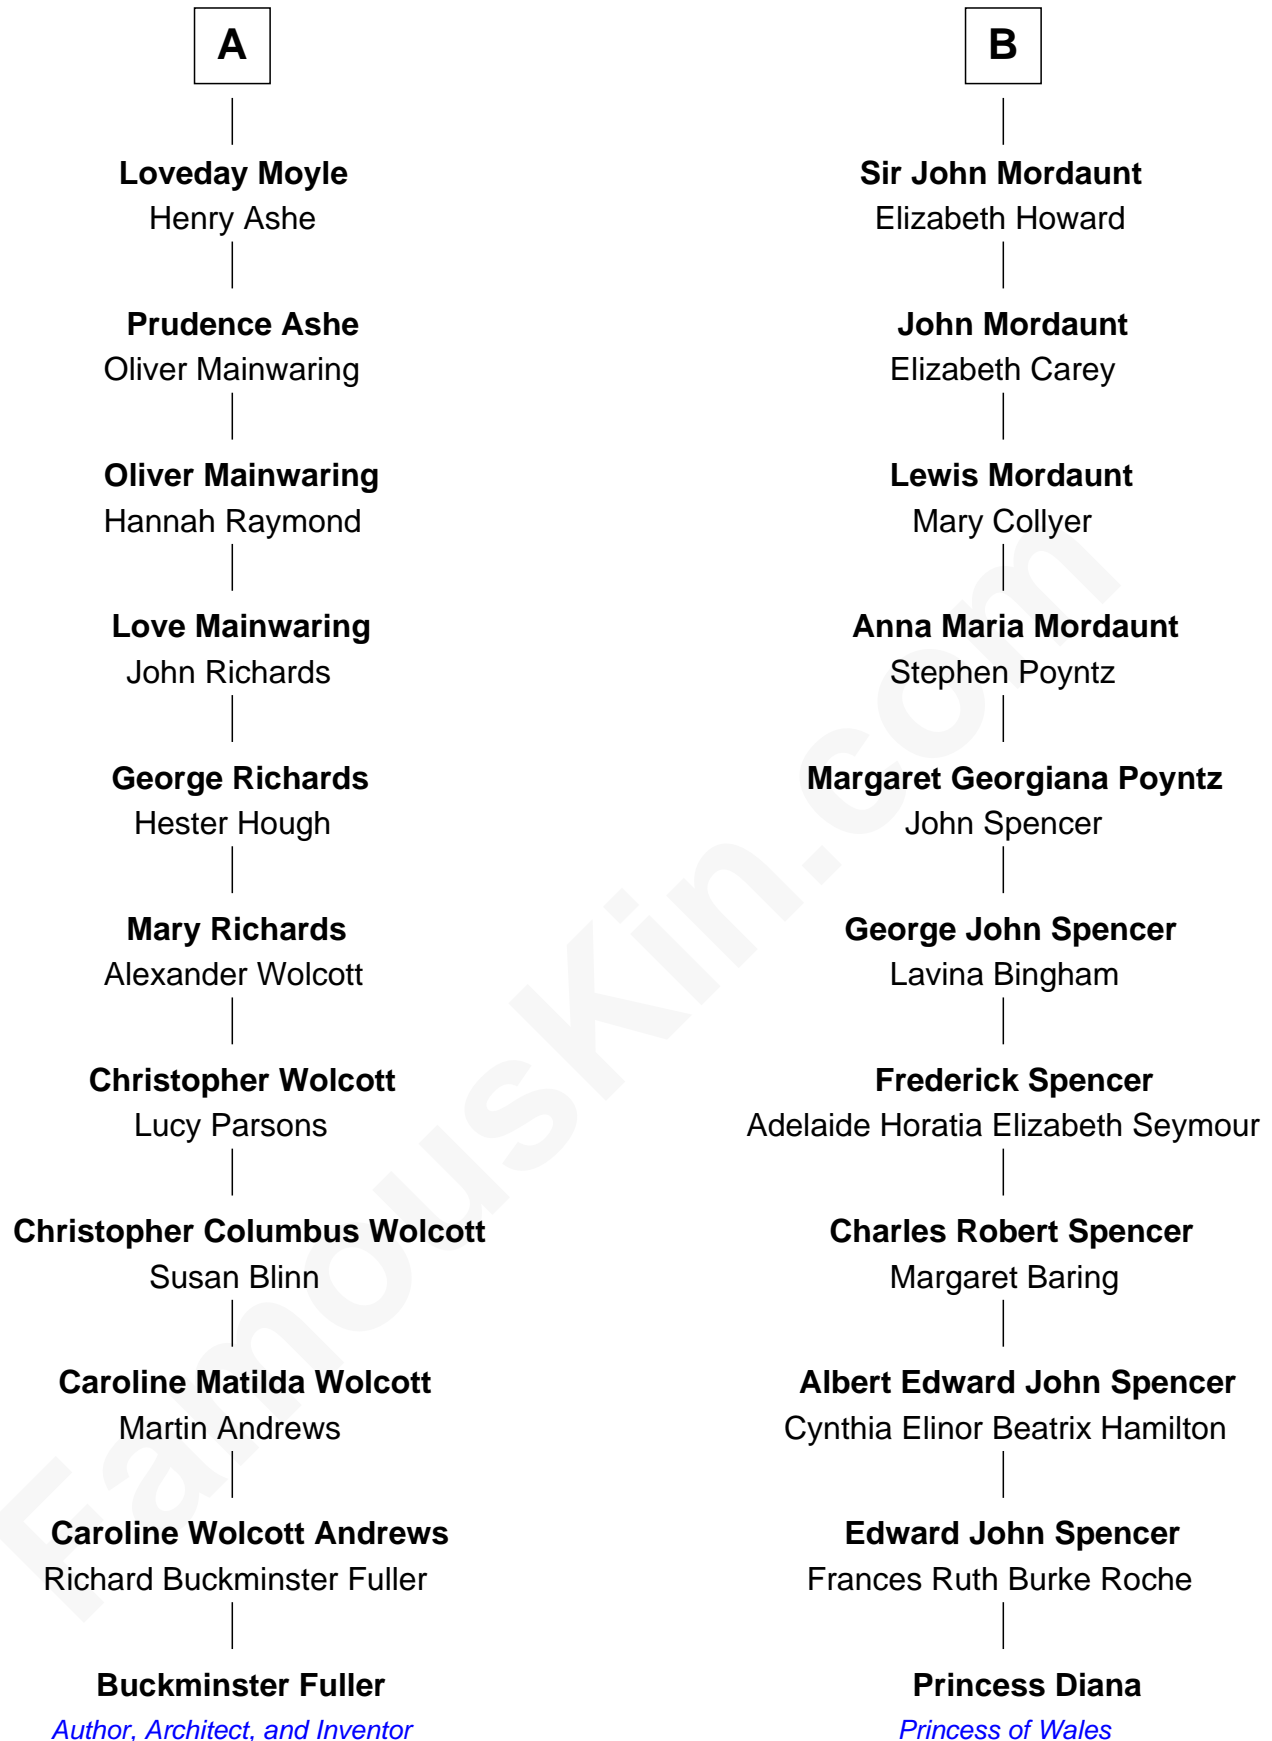 A
Loveday Moyle
Henry Ashe
Prudence Ashe
Oliver Mainwaring
Oliver Mainwaring
Hannah Raymond
Love Mainwaring
John Richards
George Richards
Hester Hough
Mary Richards
Alexander Wolcott
Christopher Wolcott
Lucy Parsons
Christopher Columbus Wolcott
Susan Blinn
Caroline Matilda Wolcott
Martin Andrews
Caroline Wolcott Andrews
Richard Buckminster Fuller
Buckminster Fuller
Author, Architect, and Inventor
B
Sir John Mordaunt
Elizabeth Howard
John Mordaunt
Elizabeth Carey
Lewis Mordaunt
Mary Collyer
Anna Maria Mordaunt
Stephen Poyntz
Margaret Georgiana Poyntz
John Spencer
George John Spencer
Lavina Bingham
Frederick Spencer
Adelaide Horatia Elizabeth Seymour
Charles Robert Spencer
Margaret Baring
Albert Edward John Spencer
Cynthia Elinor Beatrix Hamilton
Edward John Spencer
Frances Ruth Burke Roche
Princess Diana
Princess of Wales
FamousKin.com